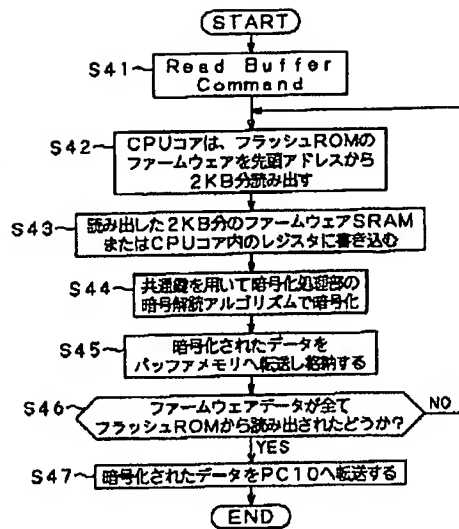 START
S41
Read Buffer
Command
S42
CPUコアは、フラッシュROMの
ファームウェアを先頭アドレスから
2KB分読み出す
S43
読み出した2KB分のファームウェアSRAM
またはCPUコア内のレジスタに書き込む
S44
共通鍵を用いて暗号化処理部の
暗号解読アルゴリズムで暗号化
S45
暗号化されたデータを
バッファメモリへ転送し格納する
S46
ファームウェアデータが全て
フラッシュROMから読み出されたどうか?
NO
YES
S47
暗号化されたデータをPC10へ転送する
END